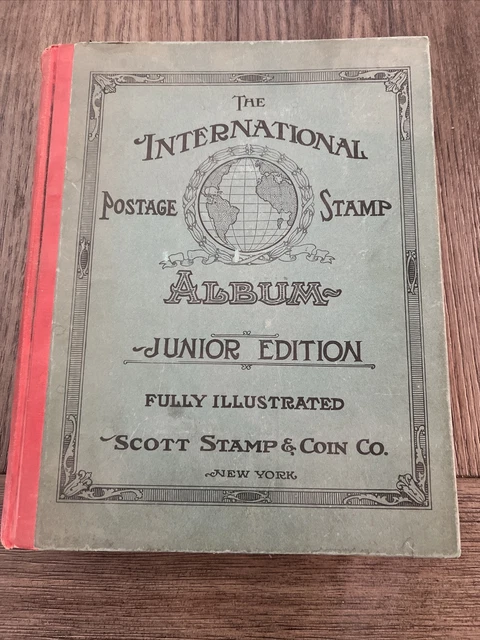 THE
INTERNATIONAL
POSTAGE STAMP
ALBUM
JUNIOR EDITION
FULLY ILLUSTRATED
SCOTT STAMP & COIN CO.
NEW YORK